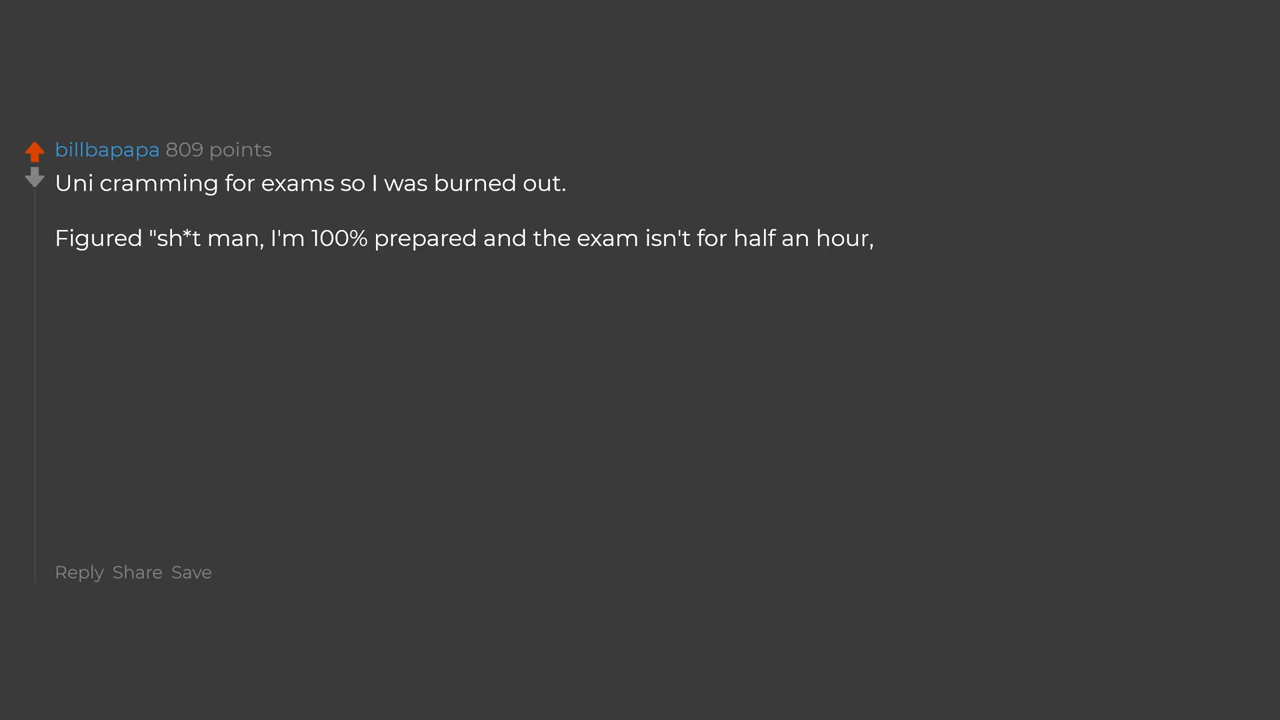 billbapapa 809 points
Uni cramming for exams so I was burned out.
Figured "sh*t man, I'm 100% prepared and the exam isn't for half an hour,
Reply Share Save